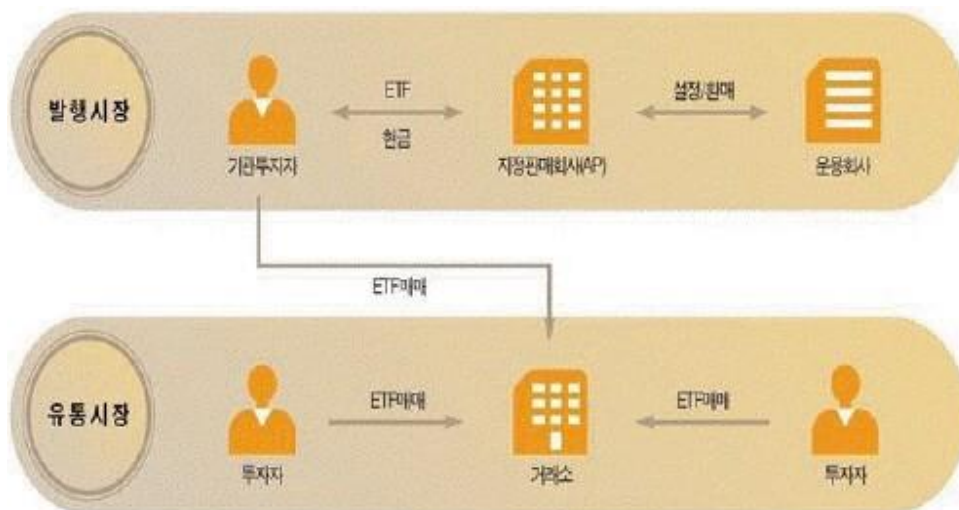 발행시장
ETF
현금
설정/환매
기관투자자
지정판매회사(AP)
운용회사
ETF매매
유통시장
ETF매매
ETF매매
투자자
거래소
투자자